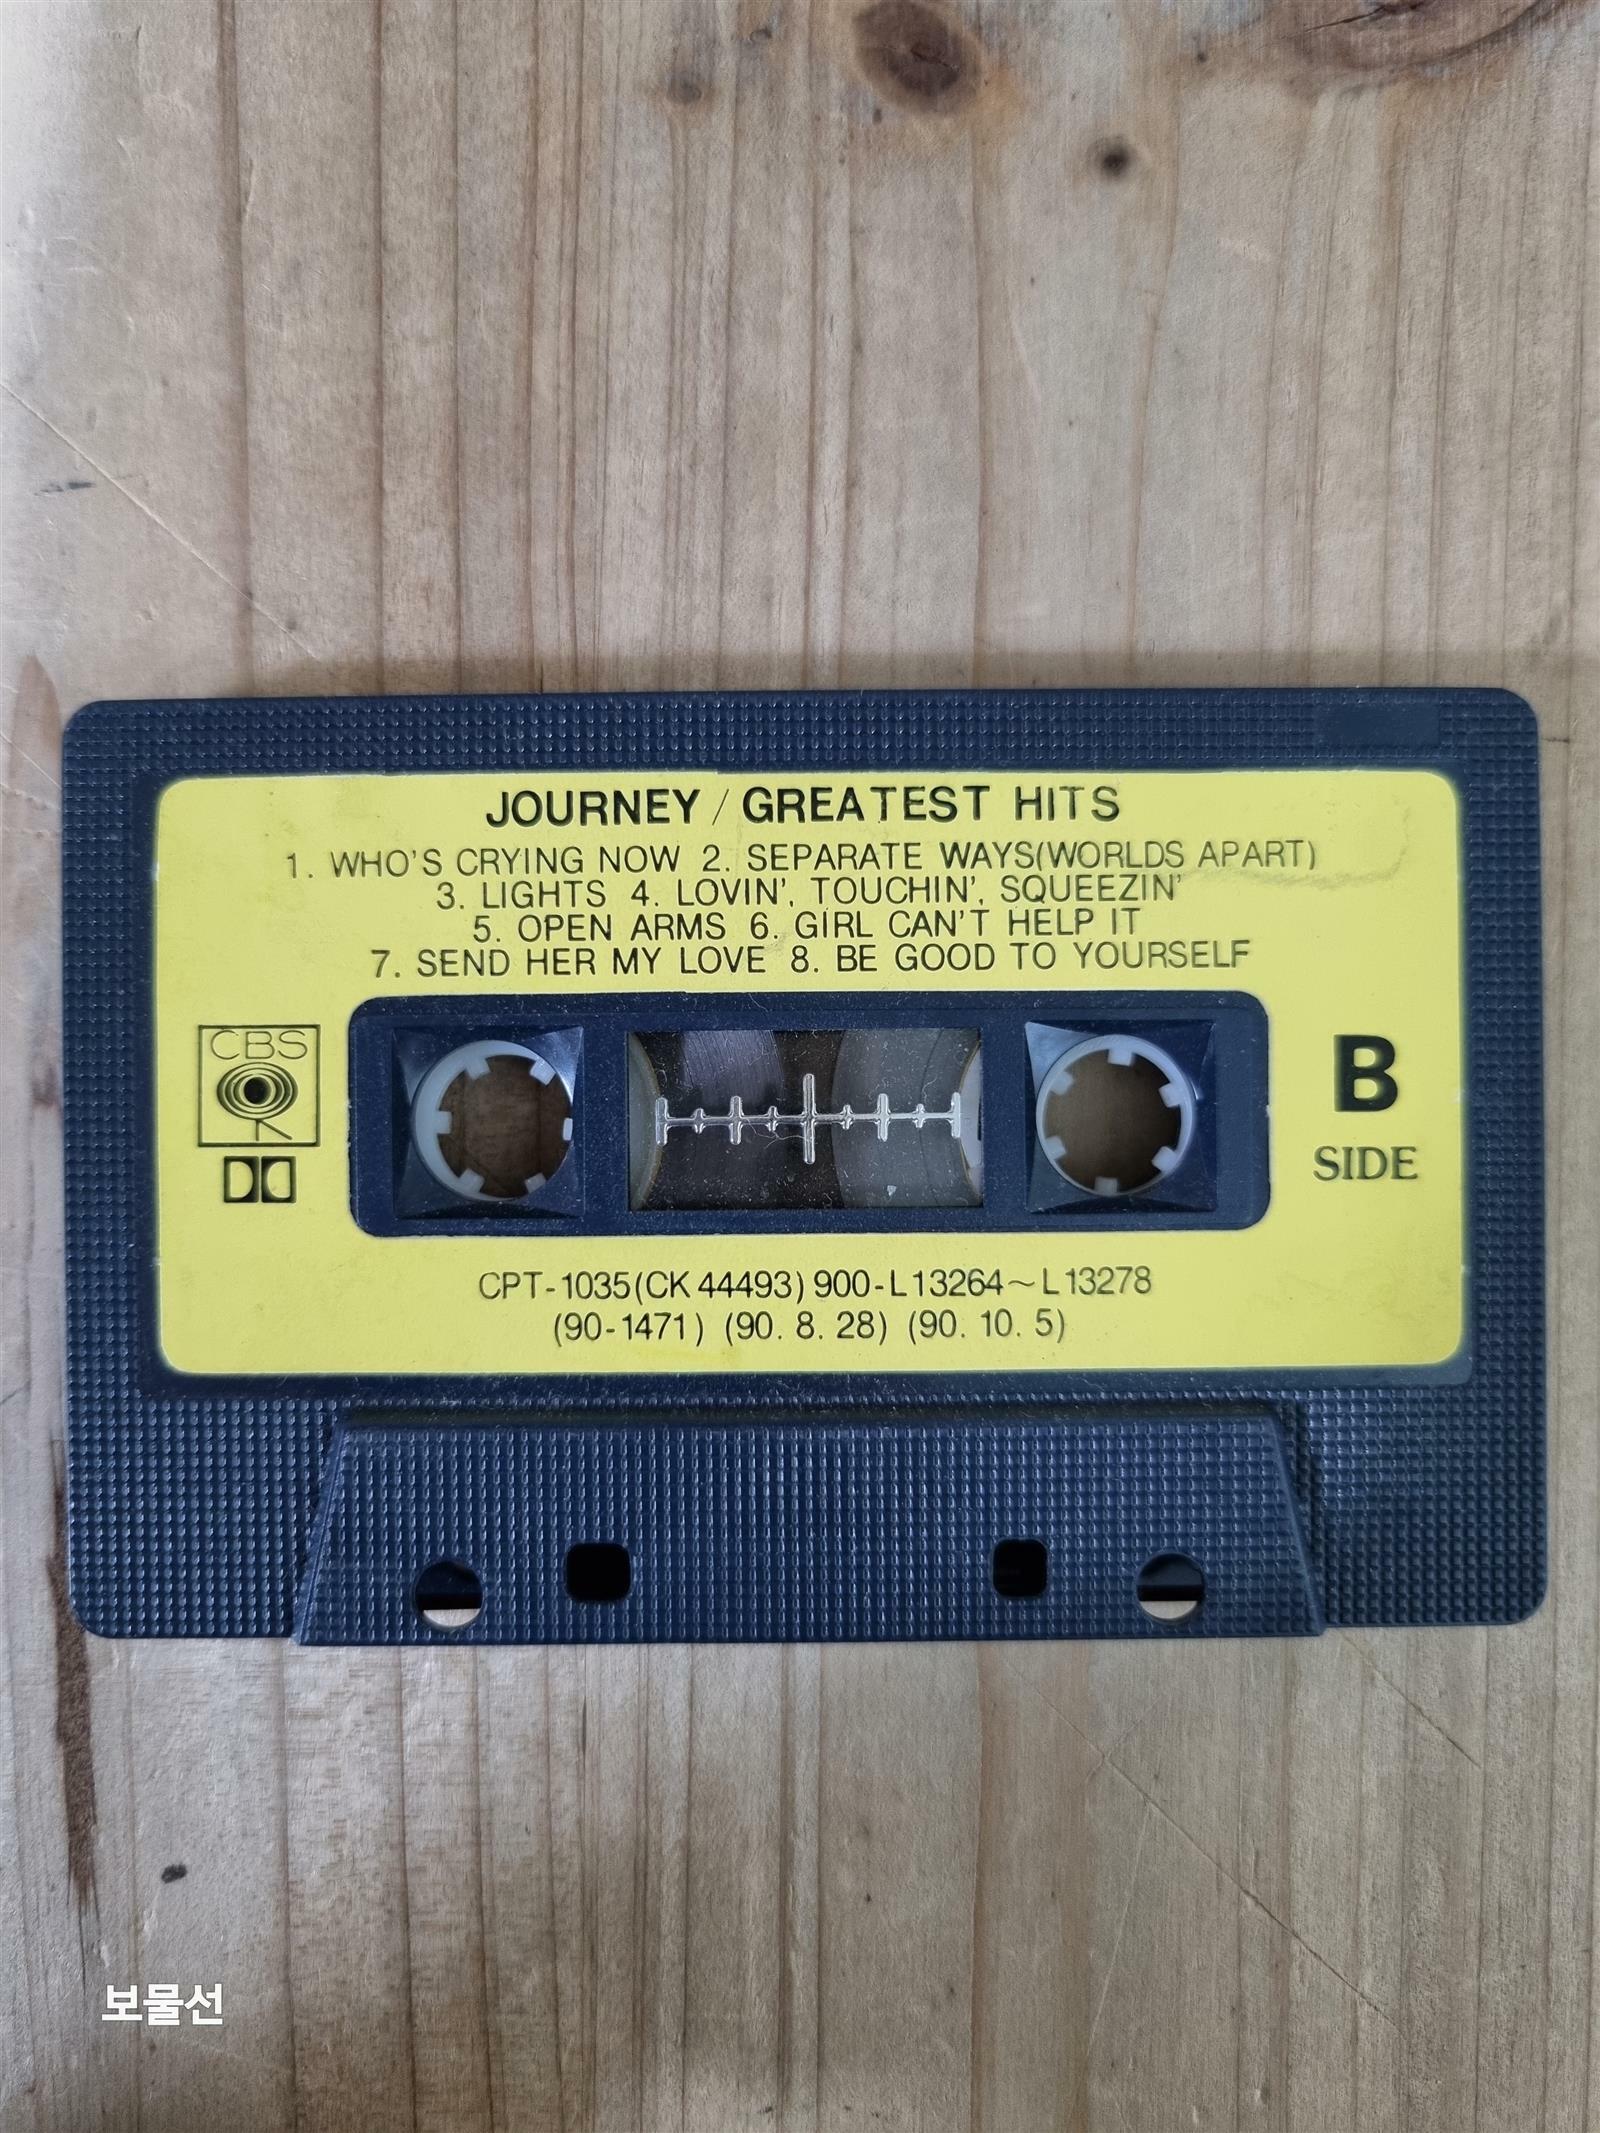 JOURNEY / GREATEST HITS
1. WHO'S CRYING NOW 2. SEPARATE WAYS(WORLDS APART)
3. LIGHTS 4. LOVIN', TOUCHIN', SQUEEZIN'
5. OPEN ARMS 6. GIRL CAN'T HELP IT
7. SEND HER MY LOVE 8. BE GOOD TO YOURSELF
CBS
B
SIDE
CPT-1035(CK 44493) 900-L13264~L13278
(90-1471) (90. 8. 28) (90. 10. 5)
보물선